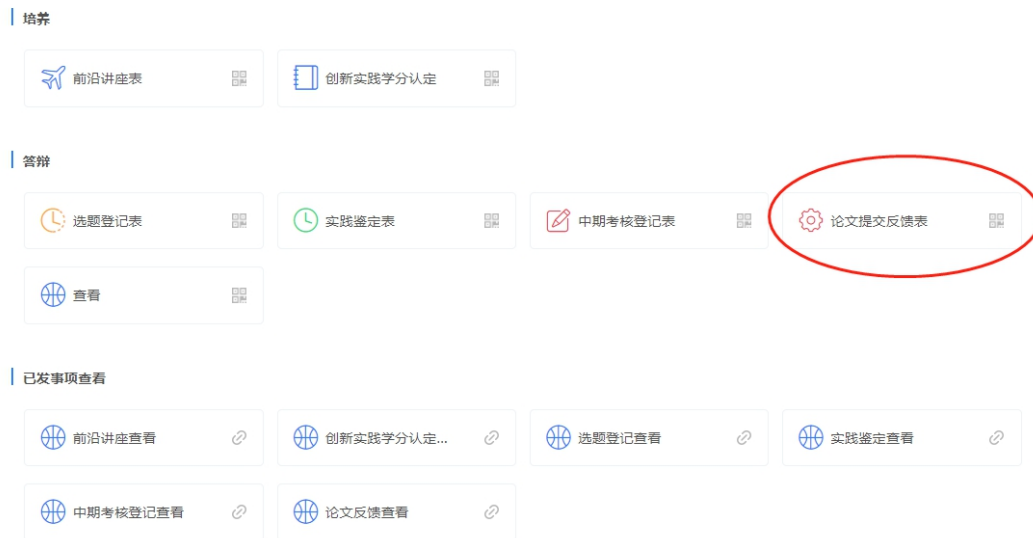 培养
前沿讲座表
创新实践学分认定
答辩
选题登记表
实践鉴定表
中期考核登记表
论文提交反馈表
查看
已发事项查看
前沿讲座查看
创新实践学分认定...
选题登记查看
实践鉴定查看
中期考核登记查看
论文反馈查看